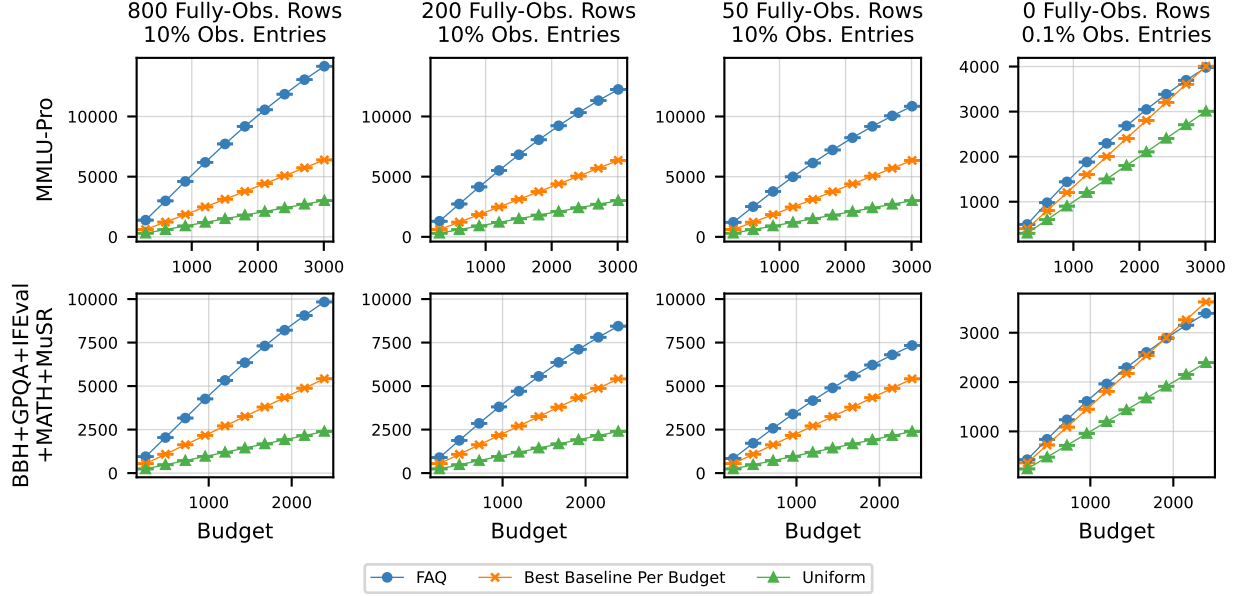 800 Fully-Obs. Rows
10% Obs. Entries
200 Fully-Obs. Rows
10% Obs. Entries
50 Fully-Obs. Rows
10% Obs. Entries
0 Fully-Obs. Rows
0.1% Obs. Entries
MMLU-Pro
10000
5000
0
1000 2000 3000
10000
5000
0
1000 2000 3000
10000
5000
0
1000 2000 3000
4000
3000
2000
1000
1000 2000 3000
BBH+GPQA+IFEval
+MATH+MuSR
10000
7500
5000
2500
0
1000 2000
Budget
10000
7500
5000
2500
0
1000 2000
Budget
10000
7500
5000
2500
0
1000 2000
Budget
3000
2000
1000
1000 2000
Budget
FAQ Best Baseline Per Budget Uniform